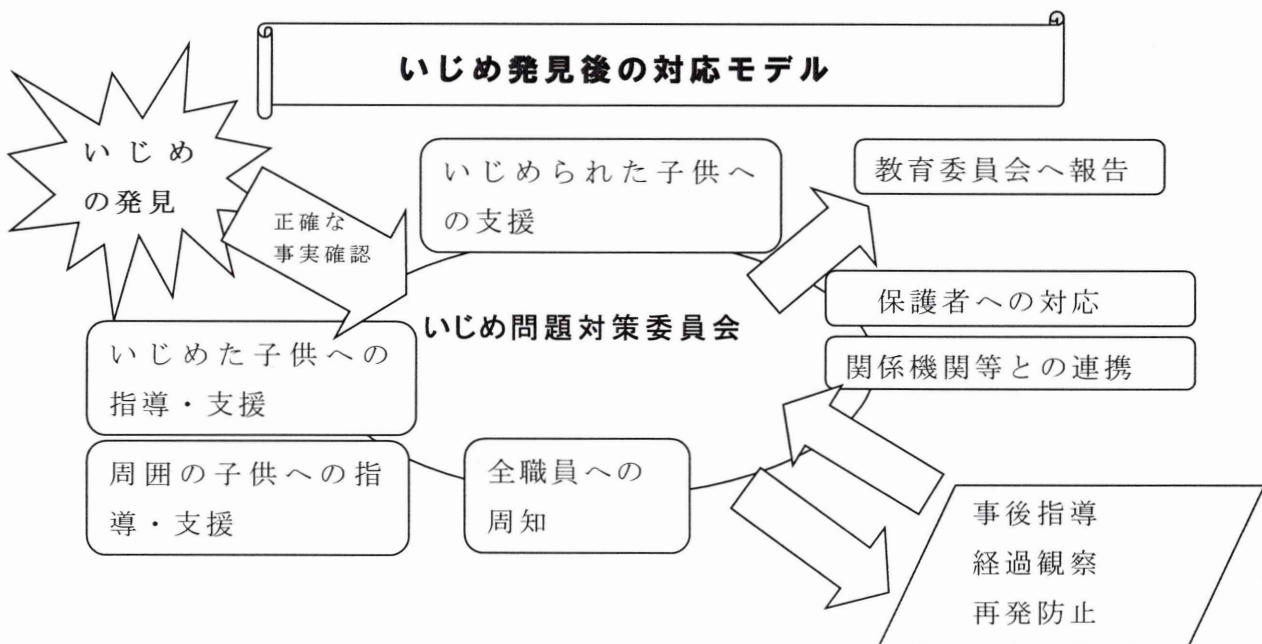 いじめ発見後の対応モデル
いじめ
の発見
正確な
事実確認
いじめられた子供へ
の支援
教育委員会へ報告
保護者への対応
いじめ問題対策委員会
いじめた子供への
指導・支援
関係機関等との連携
周囲の子供への指
導・支援
全職員への
周知
事後指導
経過観察
再発防止